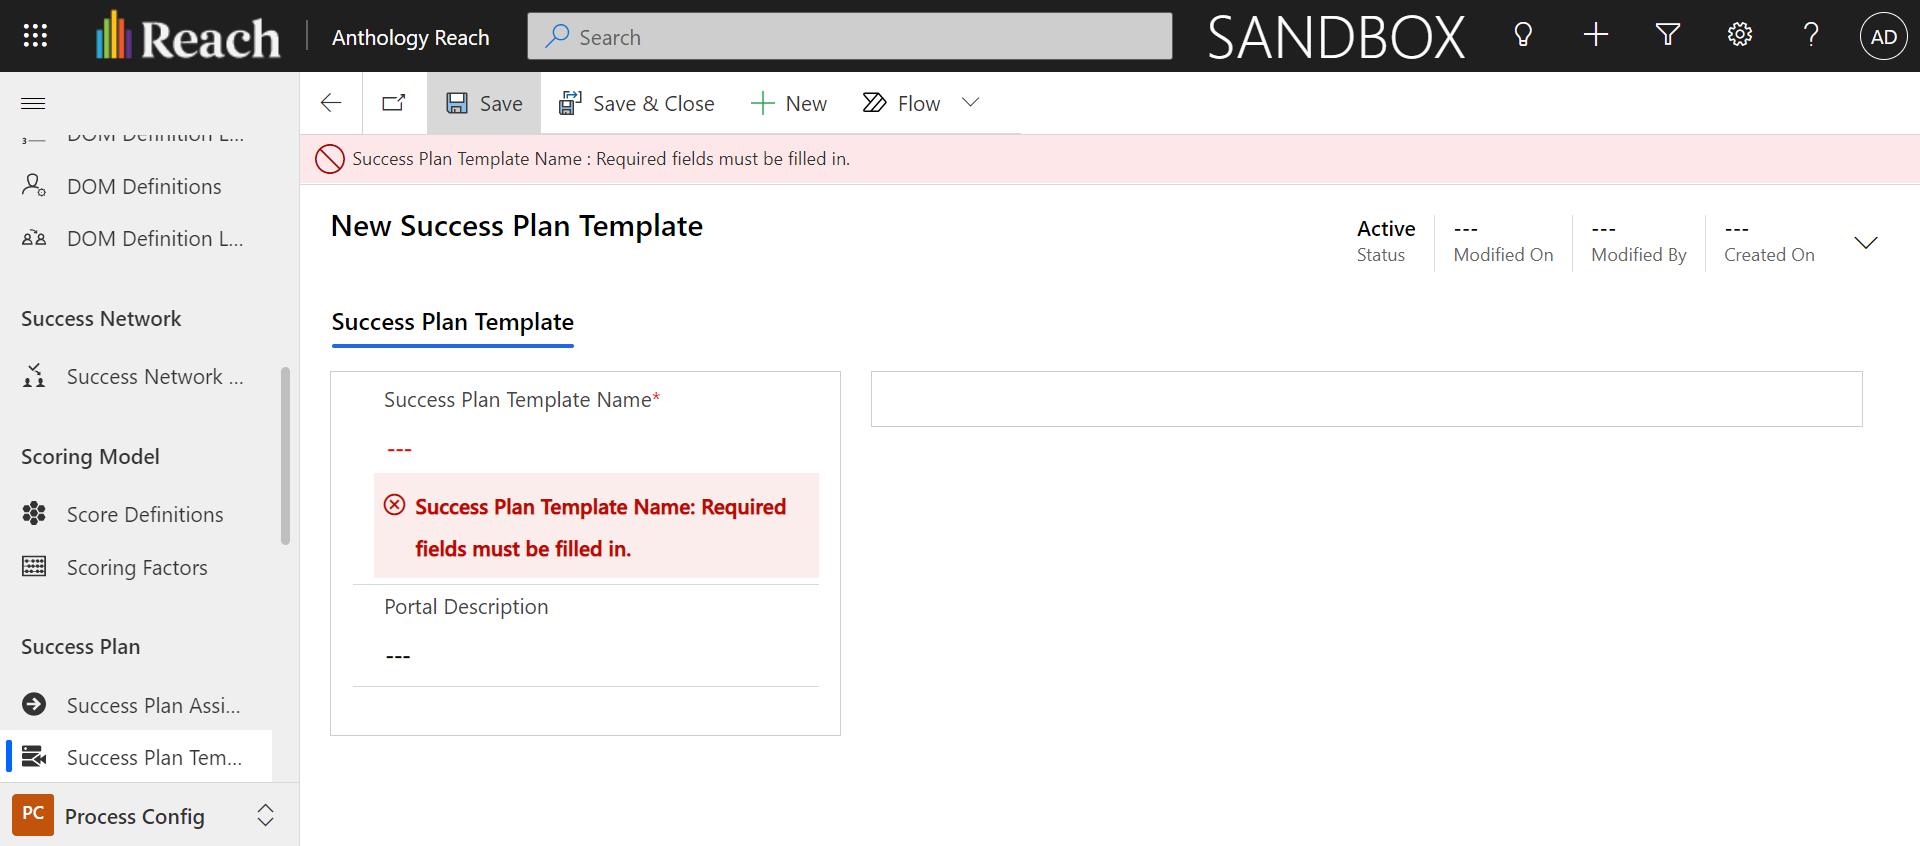 Reach
Anthology Reach
Search
SANDBOX
AD
Save
Save & Close
New
Flow
3
DOM Definition L...
Success Plan Template Name : Required fields must be filled in.
DOM Definitions
DOM Definition L...
New Success Plan Template
Active
Status
---
Modified On
---
Modified By
---
Created On
Success Network
Success Network ...
Success Plan Template
Success Plan Template Name*
---
Success Plan Template Name: Required
fields must be filled in.
Scoring Model
Score Definitions
Scoring Factors
Portal Description
---
Success Plan
Success Plan Assi...
Success Plan Tem...
PC
Process Config